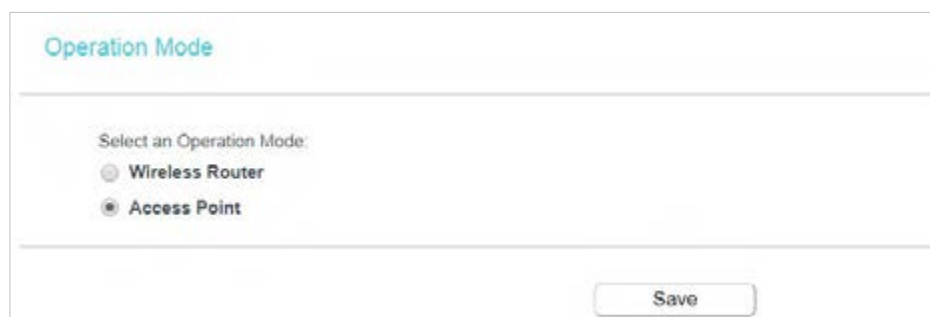 Operation Mode
Select an Operation Mode:
Wireless Router
Access Point
Save